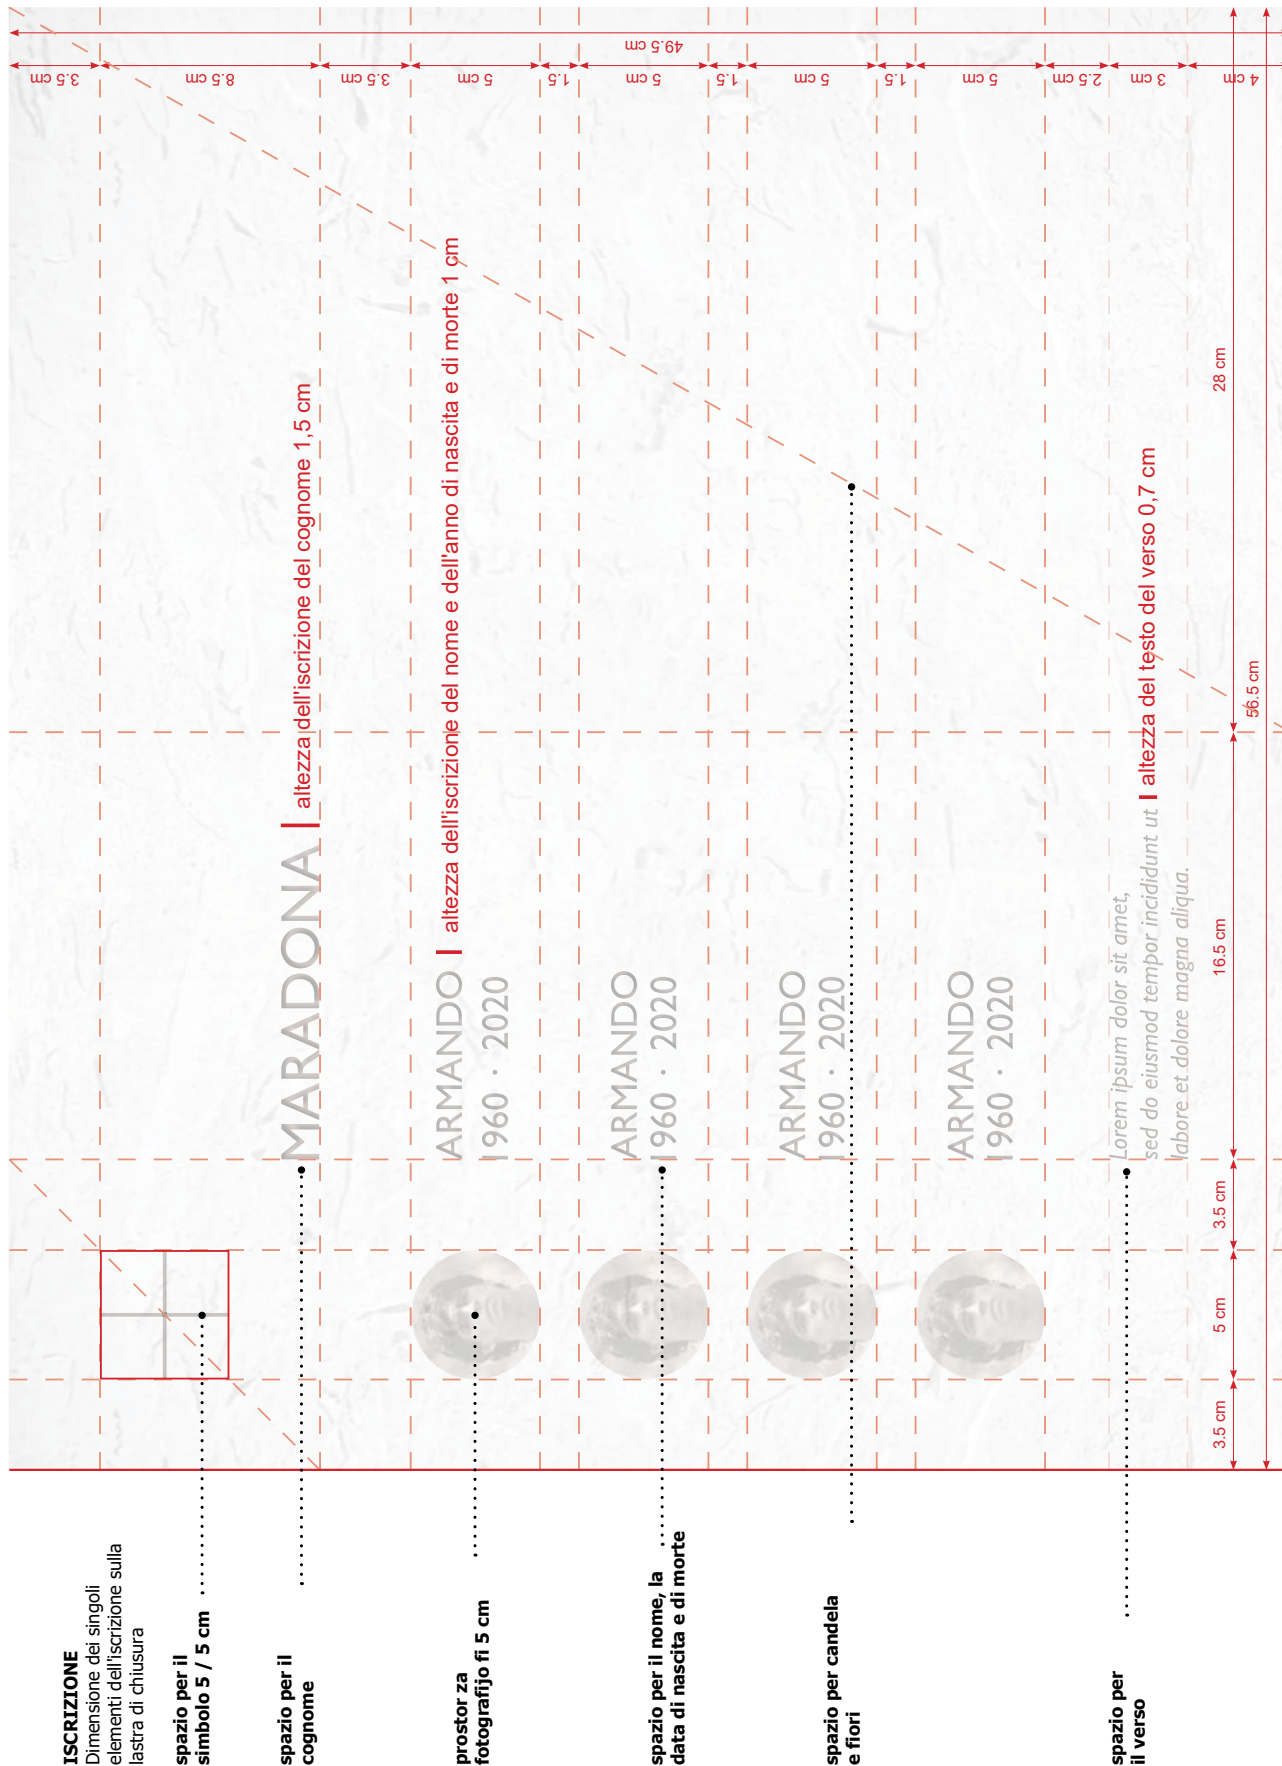 ISCRIZIONE
Dimensione dei singoli
elementi dell'iscrizione sulla
lastra di chiusura
spazio per il
simbolo 5 / 5 cm
spazio per il
cognome
prostor za
fotografijo fi 5 cm
spazio per il nome, la
data di nascita e di morte
spazio per candela
e fiori
spazio per
il verso
MARADONA
altezza dell'iscrizione del cognome 1,5 cm
ARMANDO
1960 · 2020
altezza dell'iscrizione del nome e dell'anno di nascita e di morte 1 cm
ARMANDO
1960 · 2020
ARMANDO
1960 · 2020
ARMANDO
1960 · 2020
Lorem ipsum dolor sit amet,
sed do eiusmod tempor incididunt ut
labore et dolore magna aliqua.
altezza del testo del verso 0,7 cm
3.5 cm
5 cm
3.5 cm
16.5 cm
28 cm
56.5 cm
3.5 cm
8.5 cm
3.5 cm
5 cm
1.5
5 cm
1.5
5 cm
1.5
5 cm
2.5 cm
3 cm
4 cm
49.5 cm